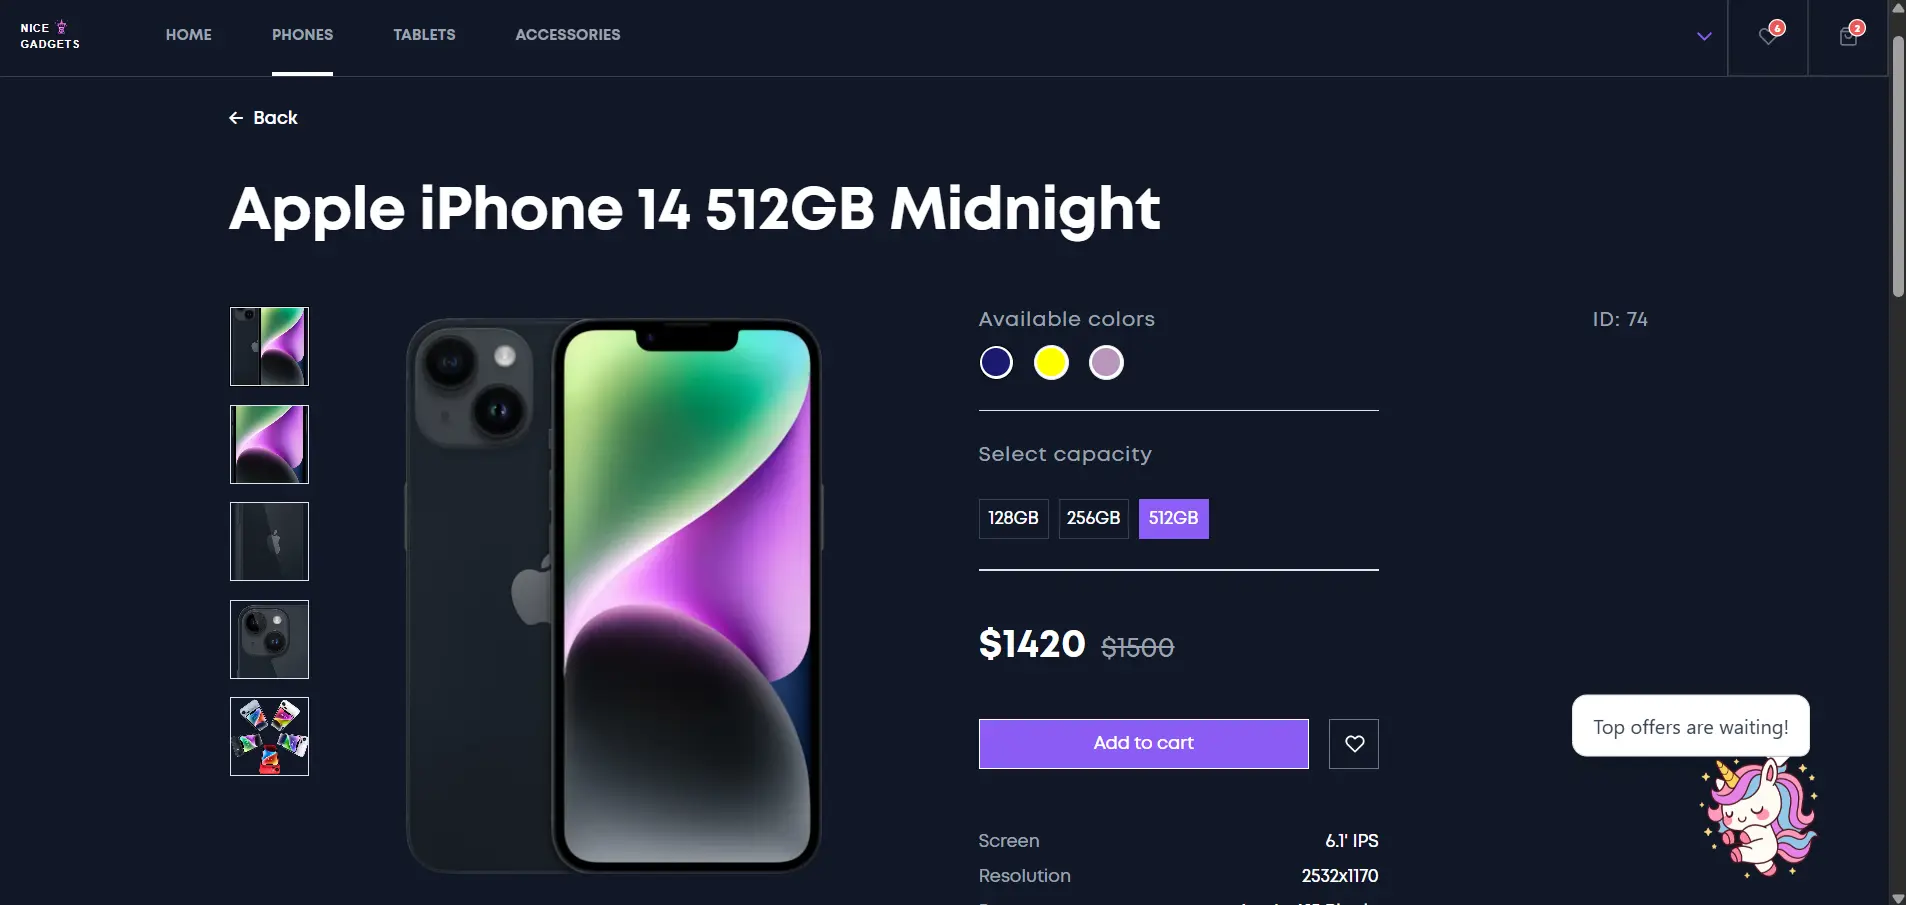 NICE
GADGETS
HOME
PHONES
TABLETS
ACCESSORIES
6
2
Back
Apple iPhone 14 512GB Midnight
Available colors
ID: 74
Select capacity
128GB
256GB
512GB
$1420 $1500
Add to cart
Top offers are waiting!
Screen
6.1' IPS
Resolution
2532x1170